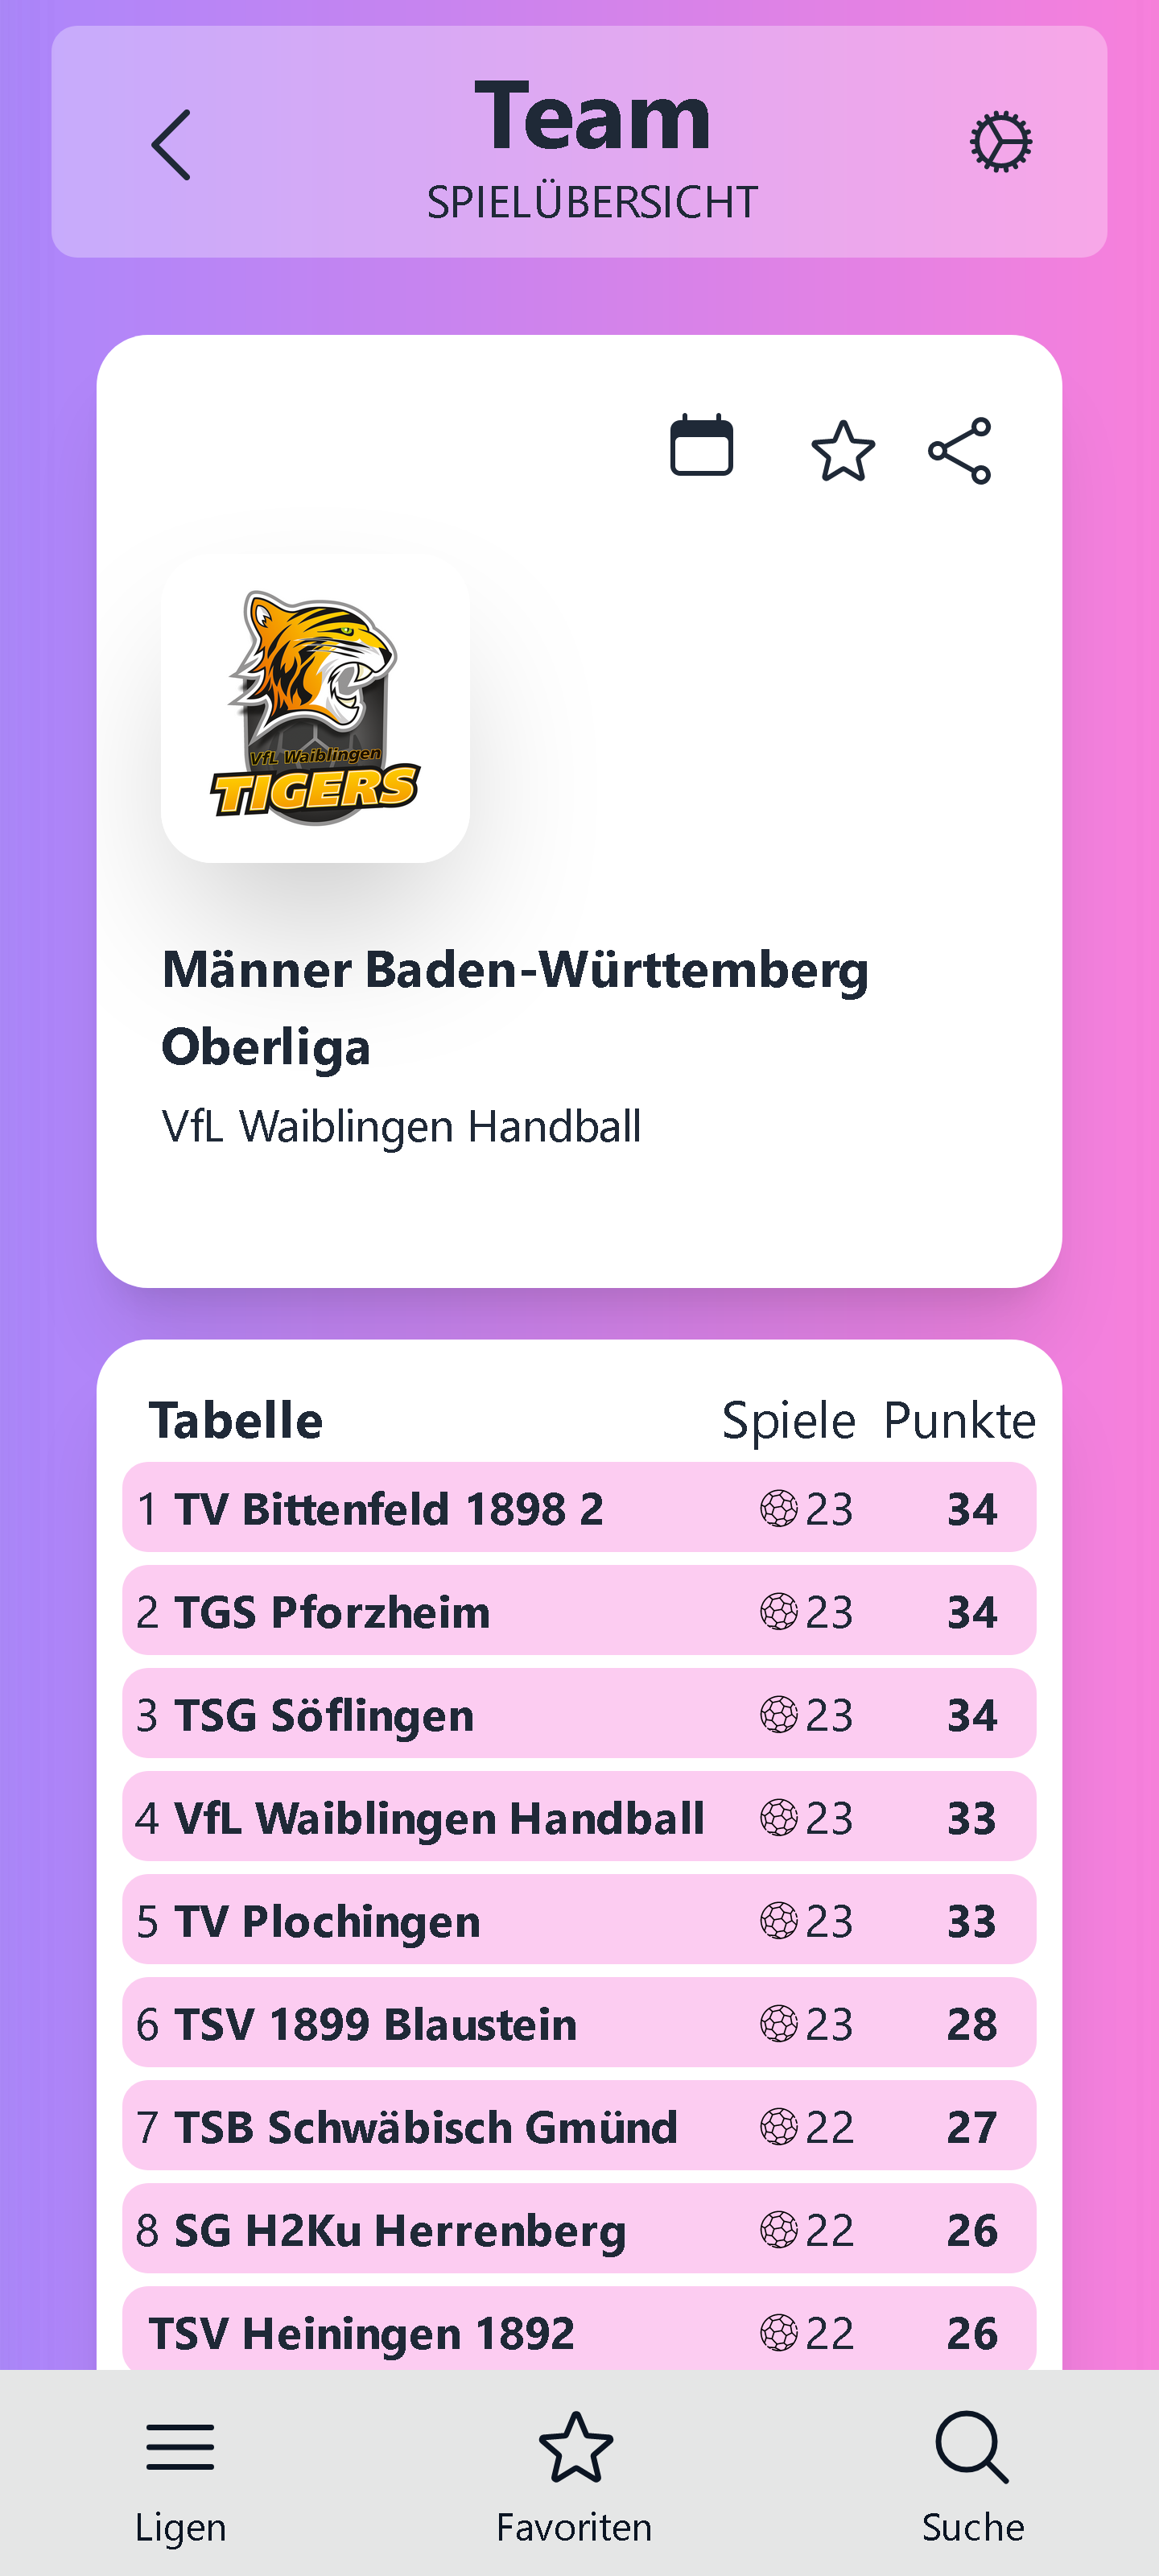 Team
SPIELÜBERSICHT
VfL Waiblingen
TIGERS
Männer Baden-Württemberg
Oberliga
VfL Waiblingen Handball
Tabelle Spiele Punkte
1 TV Bittenfeld 1898 2 23 34
2 TGS Pforzheim 23 34
3 TSG Söflingen 23 34
4 VfL Waiblingen Handball 23 33
5 TV Plochingen 23 33
6 TSV 1899 Blaustein 23 28
7 TSB Schwäbisch Gmünd 22 27
8 SG H2Ku Herrenberg 22 26
TSV Heiningen 1892 22 26
Ligen Favoriten Suche